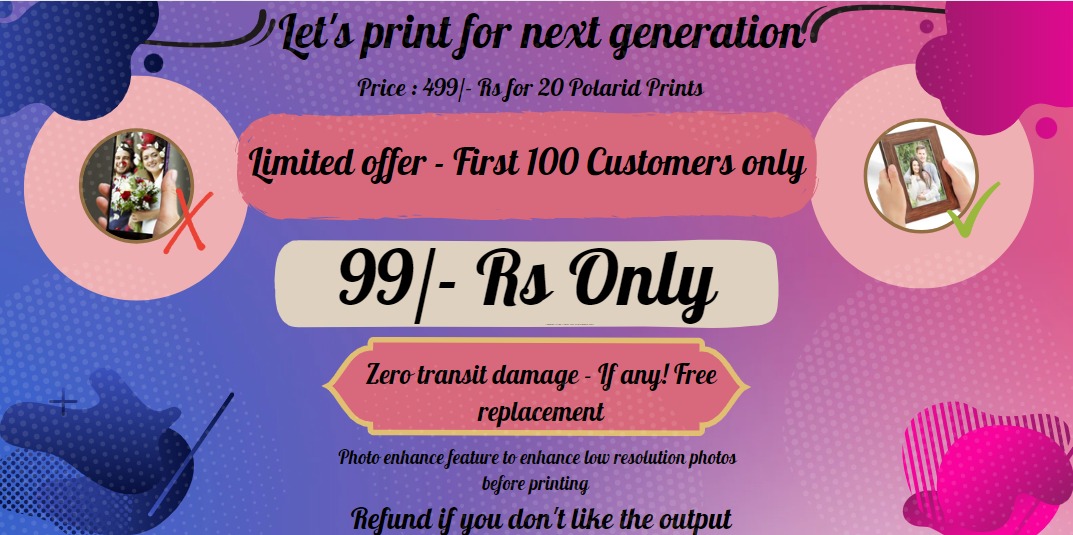 Let's print for next generation
Price : 499/- Rs for 20 Polarid Prints
Limited offer - First 100 Customers only
99/- Rs Only
Zero transit damage - If any! Free
replacement
Photo enhance feature to enhance low resolution photos
before printing
Refund if you don't like the output